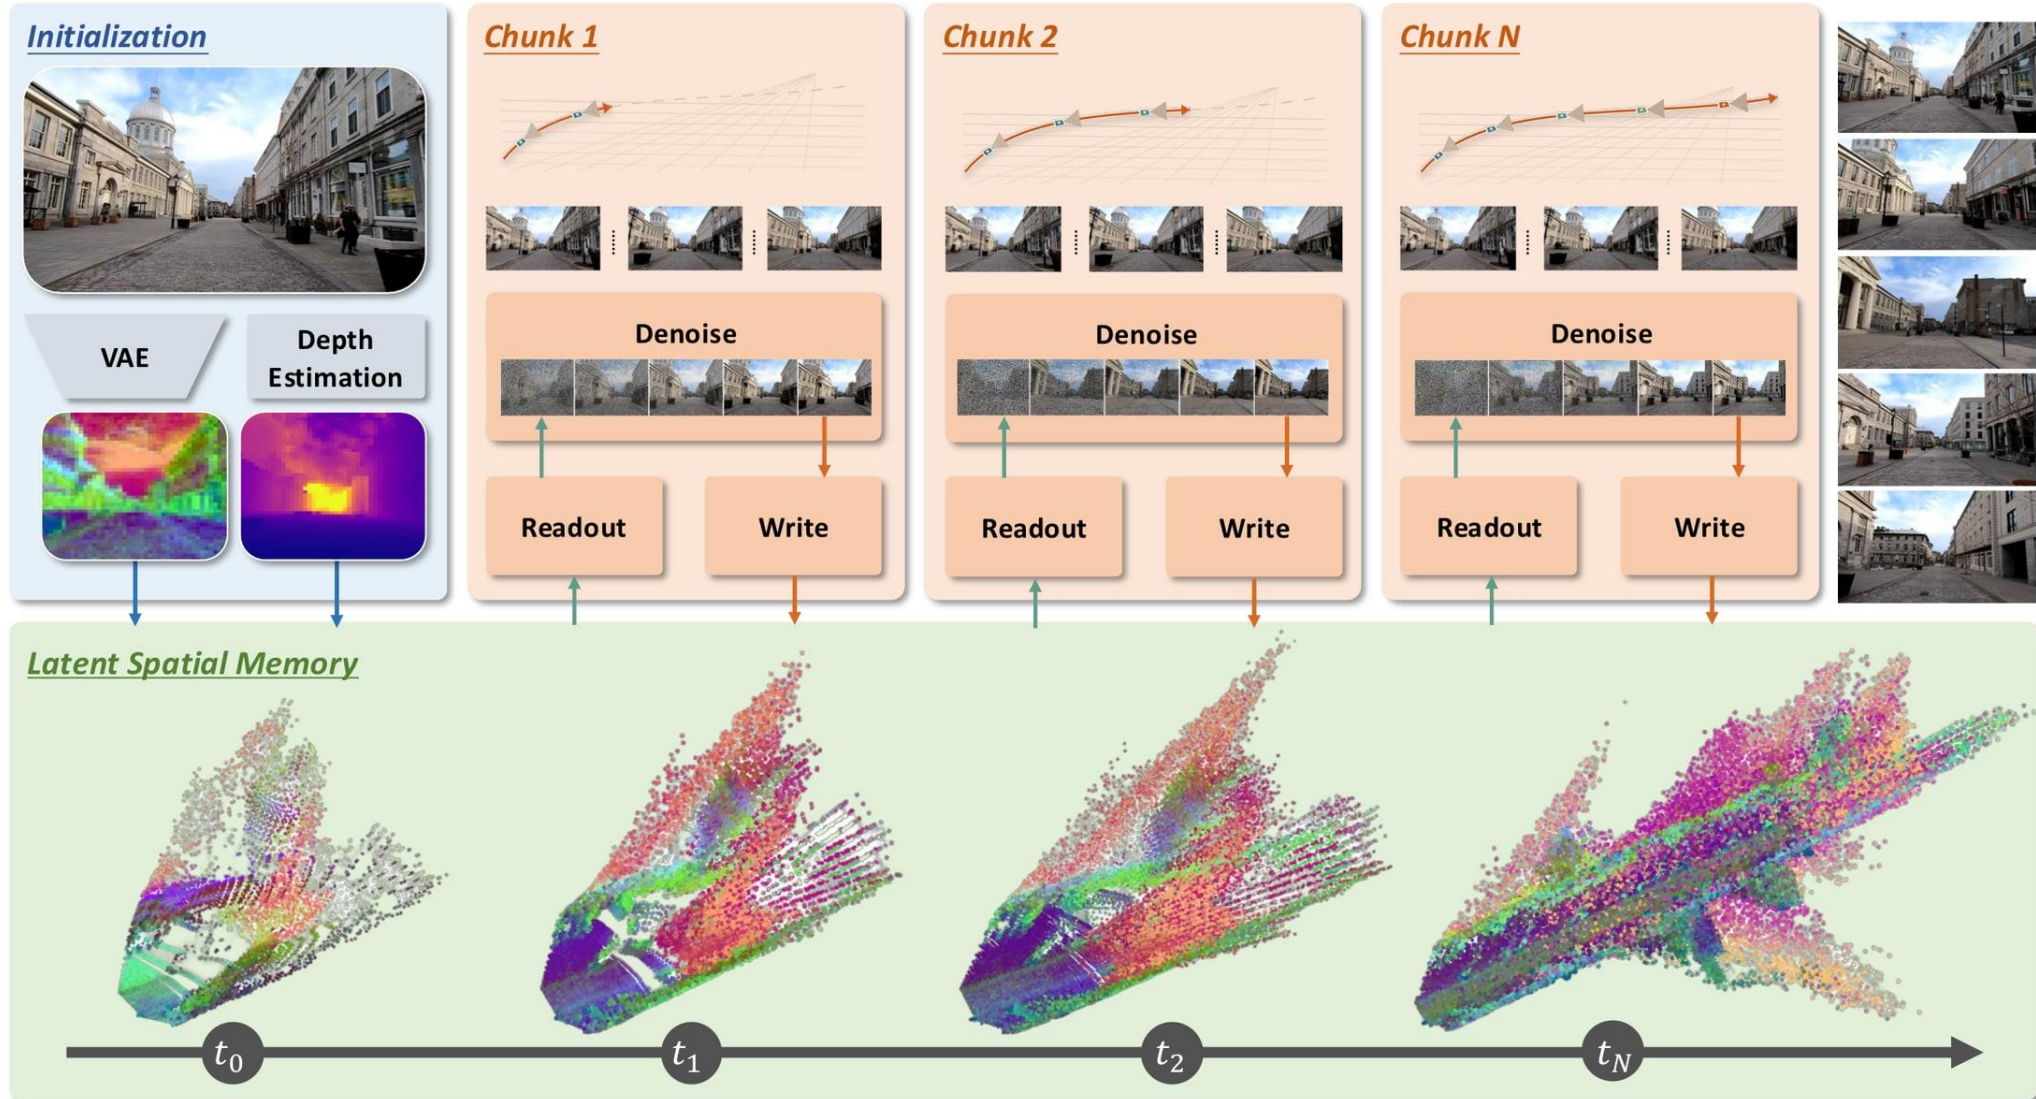 Initialization
VAE
Depth
Estimation
Chunk 1
Denoise
Readout
Write
Chunk 2
Denoise
Readout
Write
Chunk N
Denoise
Readout
Write
Latent Spatial Memory
t₀
t₁
t₂
t_N